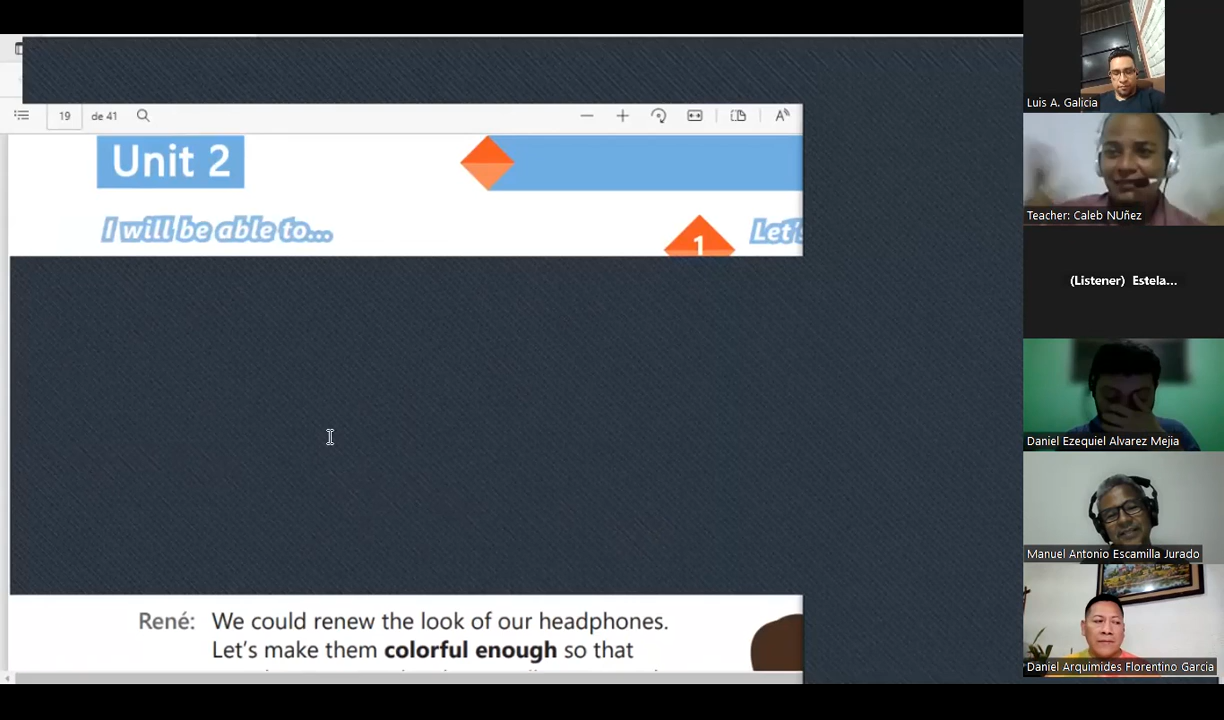 19 de 41
Unit 2
I will be able to...
1 Let's
René: We could renew the look of our headphones.
Let's make them colorful enough so that
Luis A. Galicia
Teacher: Caleb NUñez
(Listener) Estela...
Daniel Ezequiel Alvarez Mejia
Manuel Antonio Escamilla Jurado
Daniel Arquimides Florentino Garcia